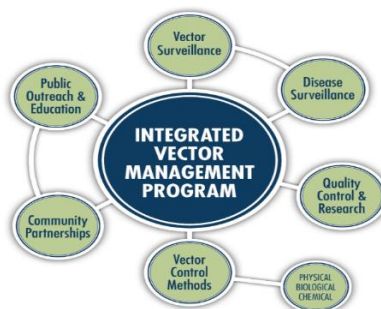 Vector
Surveillance
Public
Outreach &
Education
Disease
Surveillance
INTEGRATED
VECTOR
MANAGEMENT
PROGRAM
Quality
Control &
Research
Community
Partnerships
Vector
Control
Methods
PHYSICAL
BIOLOGICAL
CHEMICAL